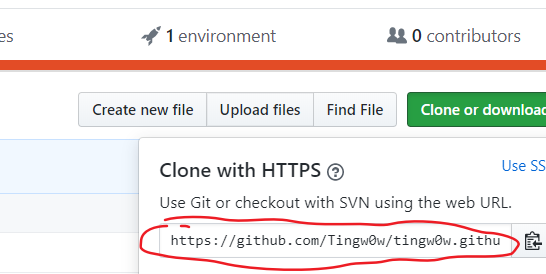 es 1 environment 0 contributors
Create new file Upload files Find File Clone or download
Clone with HTTPS ? Use SS
Use Git or checkout with SVN using the web URL.
https://github.com/Tingw0w/tingw0w.githu